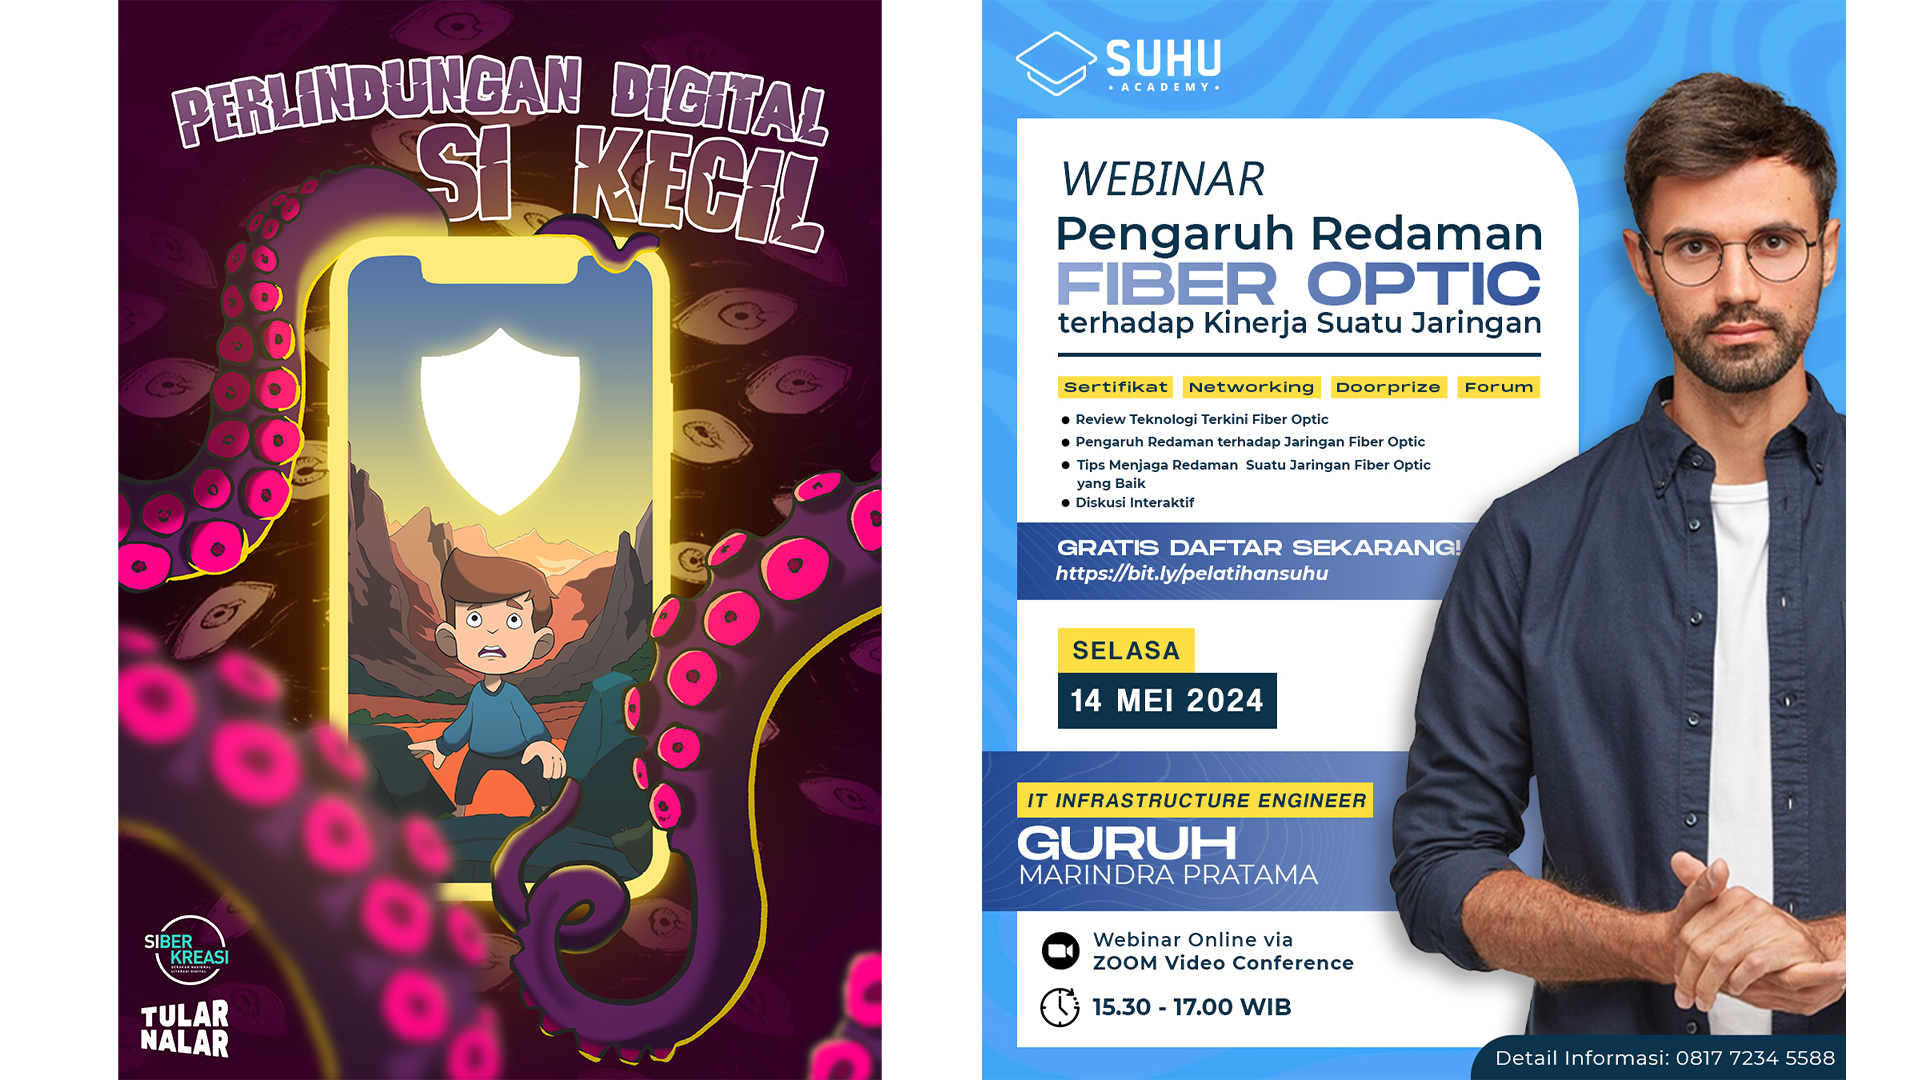 PERLINDUNGAN DIGITAL
SI KECIL
SIBER
KREASI
GERAKAN NASIONAL
LITERASI DIGITAL
TULAR
NALAR
SUHU
• ACADEMY •
WEBINAR
Pengaruh Redaman
FIBER OPTIC
terhadap Kinerja Suatu Jaringan
Sertifikat Networking Doorprize Forum
• Review Teknologi Terkini Fiber Optic
• Pengaruh Redaman terhadap Jaringan Fiber Optic
• Tips Menjaga Redaman Suatu Jaringan Fiber Optic
yang Baik
• Diskusi Interaktif
GRATIS DAFTAR SEKARANG!
https://bit.ly/pelatihansuhu
SELASA
14 MEI 2024
IT INFRASTRUCTURE ENGINEER
GURUH
MARINDRA PRATAMA
Webinar Online via
ZOOM Video Conference
15.30 - 17.00 WIB
Detail Informasi: 0817 7234 5588